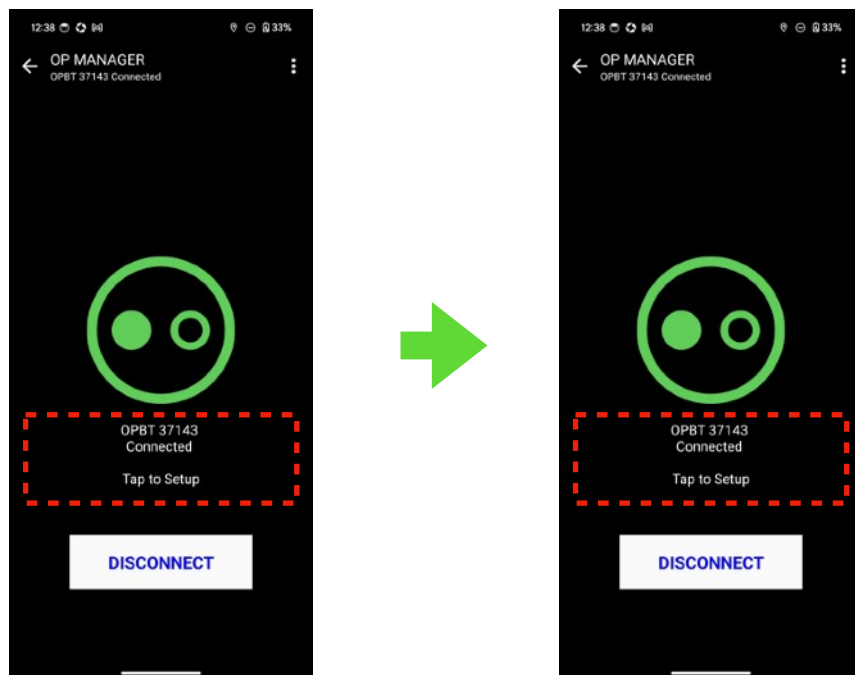 12:38
33%
OP MANAGER
OPBT 37143 Connected
OPBT 37143
Connected
Tap to Setup
DISCONNECT
12:38
33%
OP MANAGER
OPBT 37143 Connected
OPBT 37143
Connected
Tap to Setup
DISCONNECT